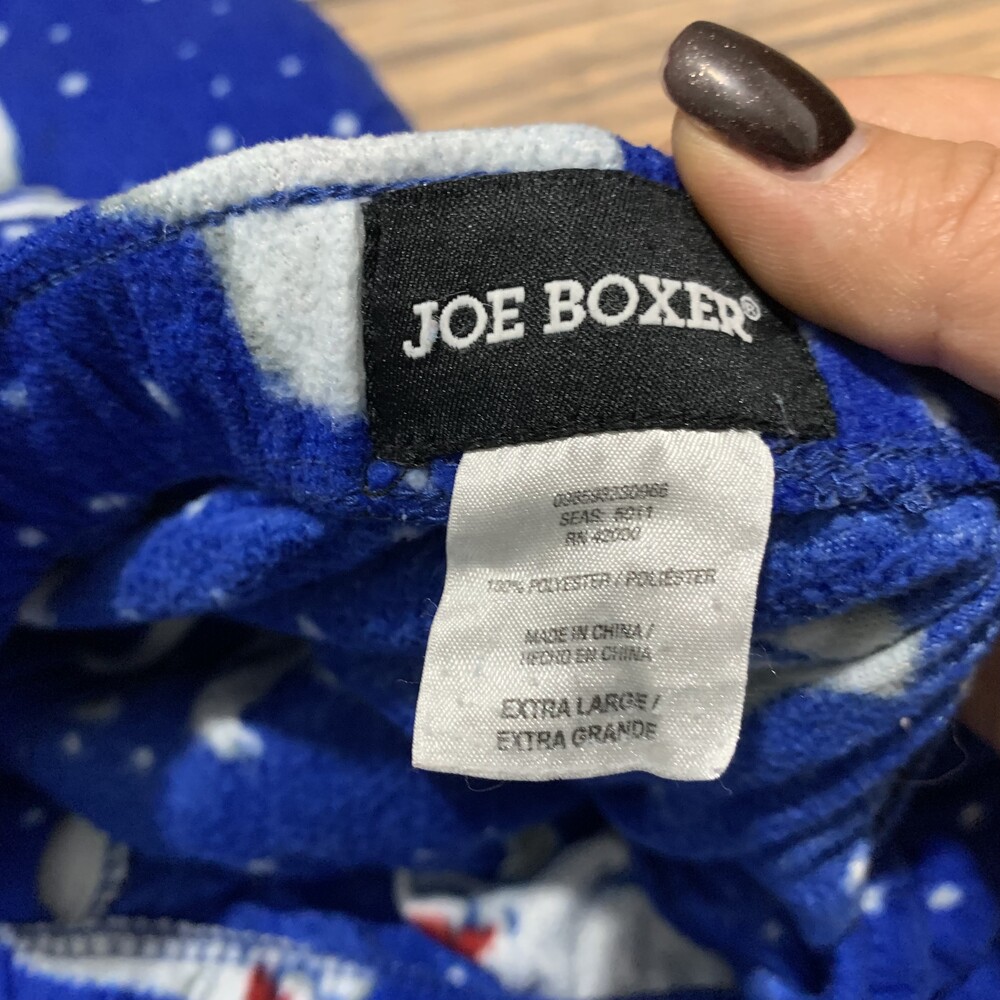 JOE BOXER®
SEAS: 5011
RN 42000
100% POLYESTER / POLIÉSTER
MADE IN CHINA /
HECHO EN CHINA
EXTRA LARGE /
EXTRA GRANDE